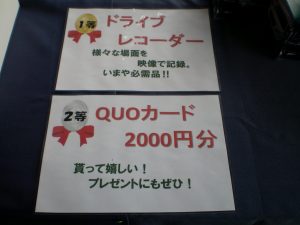 1等
ドライブ
レコーダー
様々な場面を
映像で記録。
いまや必需品!!
2等
QUOカード
2000円分
貰って嬉しい!
プレゼントにもぜひ!